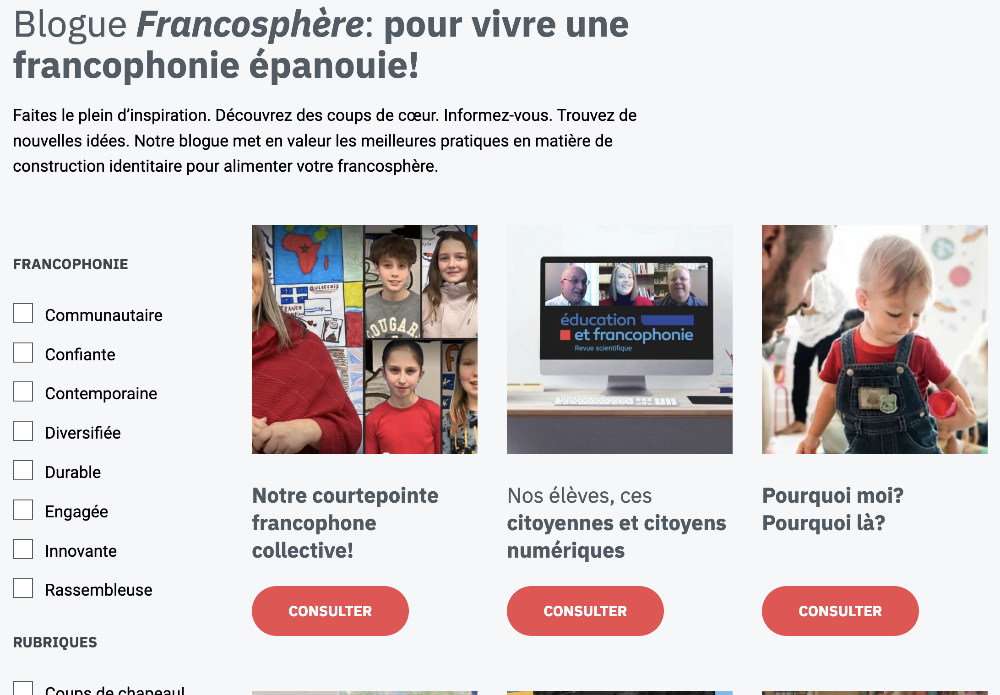 Blogue Francosphère: pour vivre une
francophonie épanouie!
Faites le plein d’inspiration. Découvrez des coups de cœur. Informez-vous. Trouvez de
nouvelles idées. Notre blogue met en valeur les meilleures pratiques en matière de
construction identitaire pour alimenter votre francosphère.
FRANCOPHONIE
Communautaire
Confiante
Contemporaine
Diversifiée
Durable
Engagée
Innovante
Rassembleuse
RUBRIQUES
Coups de chapeau!
QUEBECOIS
FRANCO
COUGAR
F
Notre courtepointe
francophone
collective!
CONSULTER
éducation
et francophonie
Revue scientifique
Nos élèves, ces
citoyennes et citoyens
numériques
CONSULTER
Pourquoi moi?
Pourquoi là?
CONSULTER